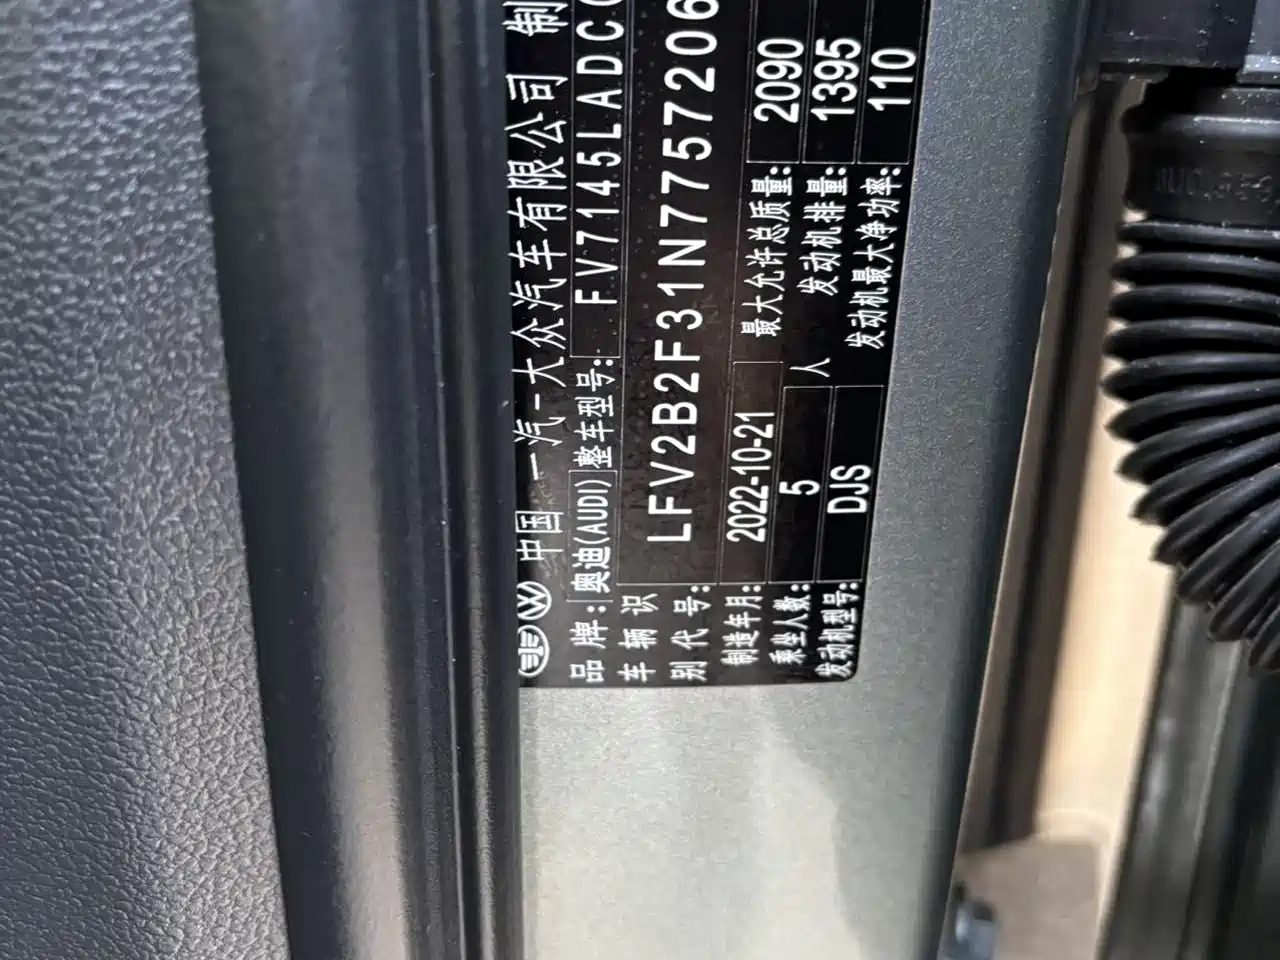 中国 一汽-大众汽车有限公司 制
品牌: 奥迪(AUDI) 整车型号: FV7145LADC
车辆识别代号: LFV2B2F31N7757206
制造年月: 2022-10-21 最大允许总质量: 2090
乘坐人数: 5 人 发动机排量: 1395
发动机型号: DJS 发动机最大净功率: 110